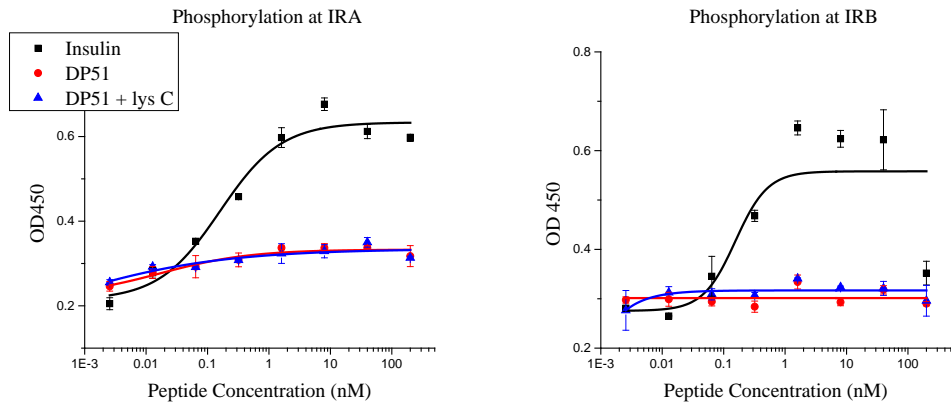 Phosphorylation at IRA
Insulin
DP51
DP51 + lys C
0.6
0.4
0.2
OD450
1E-3 0.01 0.1 1 10 100
Peptide Concentration (nM)
Phosphorylation at IRB
0.8
0.6
0.4
0.2
OD 450
1E-3 0.01 0.1 1 10 100
Peptide Concentration (nM)